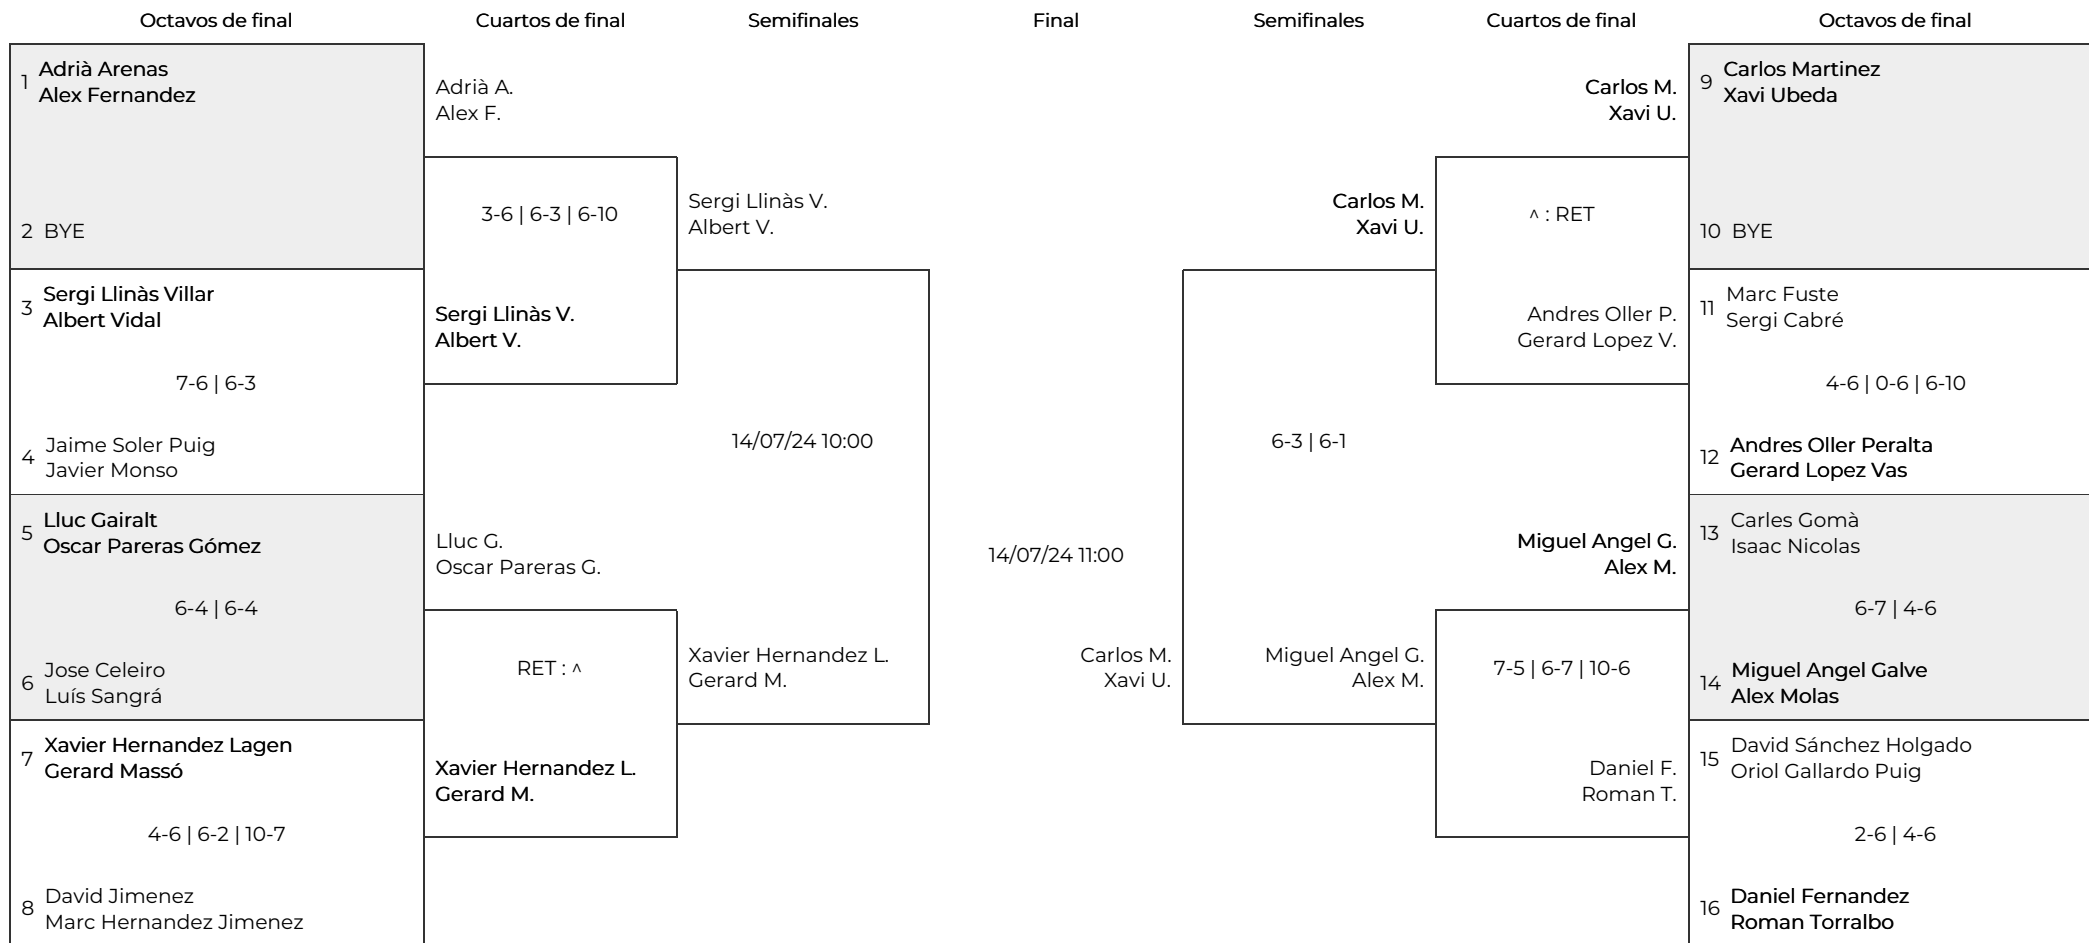 Octavos de final
Cuartos de final
Semifinales
Final
Semifinales
Cuartos de final
Octavos de final
1
Adrià Arenas
Alex Fernandez
2 BYE
3
Sergi Llinàs Villar
Albert Vidal
7-6 | 6-3
4
Jaime Soler Puig
Javier Monso
5
Lluc Gairalt
Oscar Pareras Gómez
6-4 | 6-4
6
Jose Celeiro
Luís Sangrá
7
Xavier Hernandez Lagen
Gerard Massó
4-6 | 6-2 | 10-7
8
David Jimenez
Marc Hernandez Jimenez
Adrià A.
Alex F.
3-6 | 6-3 | 6-10
Sergi Llinàs V.
Albert V.
Lluc G.
Oscar Pareras G.
RET : ^
Xavier Hernandez L.
Gerard M.
Sergi Llinàs V.
Albert V.
14/07/24 10:00
Xavier Hernandez L.
Gerard M.
14/07/24 11:00
Carlos M.
Xavi U.
Carlos M.
Xavi U.
6-3 | 6-1
Miguel Angel G.
Alex M.
Carlos M.
Xavi U.
^ : RET
Andres Oller P.
Gerard Lopez V.
Miguel Angel G.
Alex M.
7-5 | 6-7 | 10-6
Daniel F.
Roman T.
9
Carlos Martinez
Xavi Ubeda
10 BYE
11
Marc Fuste
Sergi Cabré
4-6 | 0-6 | 6-10
12
Andres Oller Peralta
Gerard Lopez Vas
13
Carles Gomà
Isaac Nicolas
6-7 | 4-6
14
Miguel Angel Galve
Alex Molas
15
David Sánchez Holgado
Oriol Gallardo Puig
2-6 | 4-6
16
Daniel Fernandez
Roman Torralbo